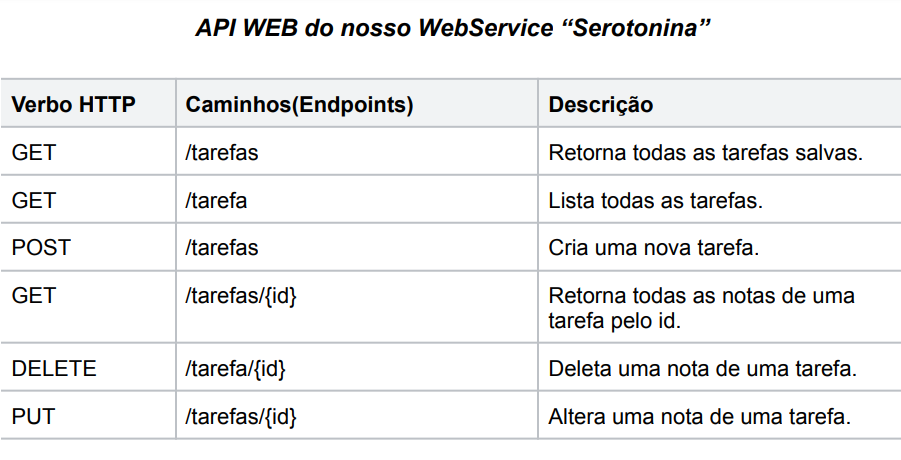 API WEB do nosso WebService “Serotonina”
Verbo HTTP Caminhos(Endpoints) Descrição
GET /tarefas Retorna todas as tarefas salvas.
GET /tarefa Lista todas as tarefas.
POST /tarefas Cria uma nova tarefa.
GET /tarefas/{id} Retorna todas as notas de uma
tarefa pelo id.
DELETE /tarefa/{id} Deleta uma nota de uma tarefa.
PUT /tarefas/{id} Altera uma nota de uma tarefa.